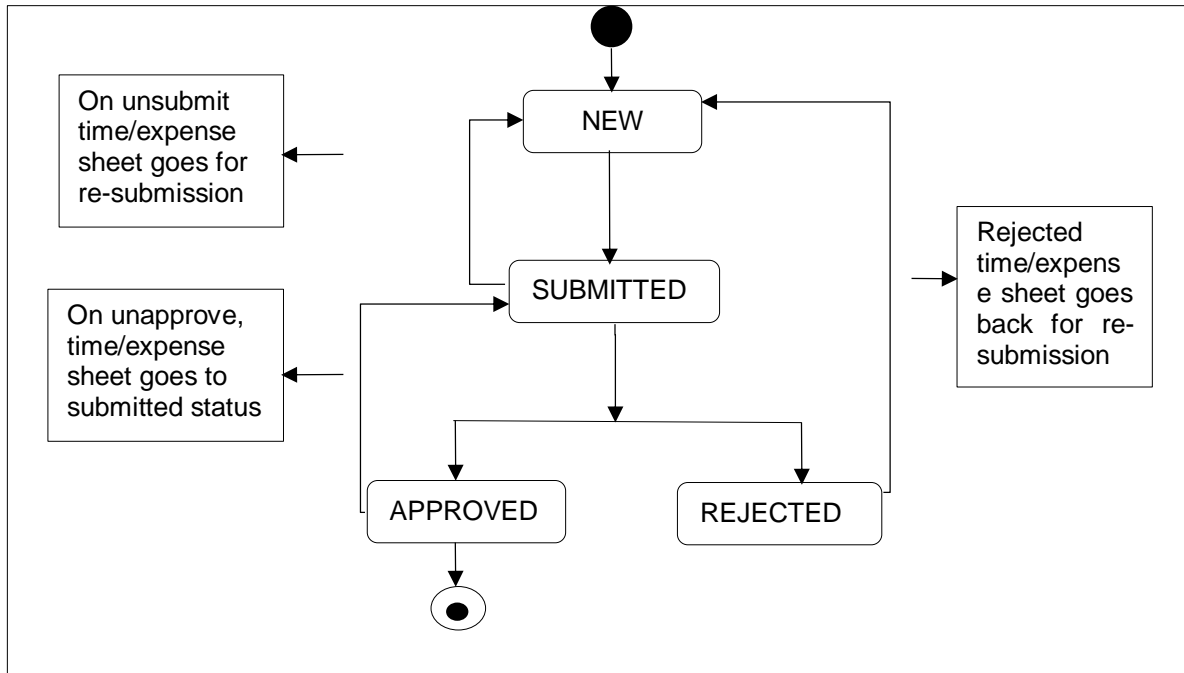 NEW
On unsubmit
time/expense
sheet goes for
re-submission
SUBMITTED
Rejected
time/expens
e sheet goes
back for re-
submission
On unapprove,
time/expense
sheet goes to
submitted status
APPROVED
REJECTED